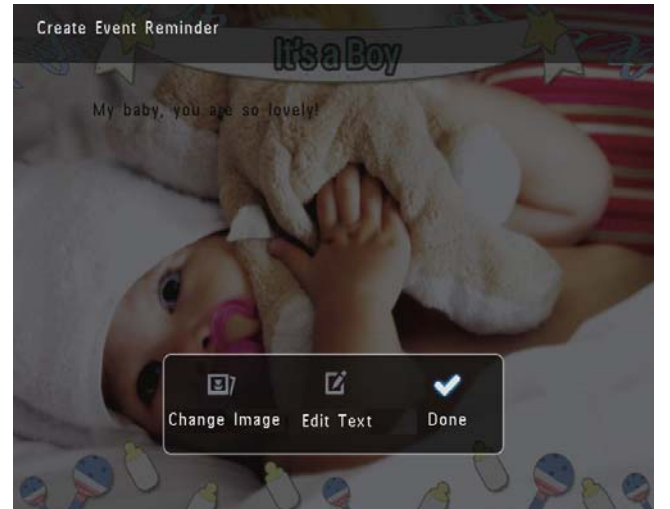 Create Event Reminder
It's a Boy
My baby, you are so lovely!
Change Image Edit Text Done